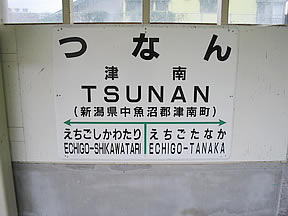 つなん
津南
TSUNAN
(新潟県中魚沼郡津南町)
えちごしかわたり えちごたなか
ECHIGO-SHIKAWATARI ECHIGO-TANAKA